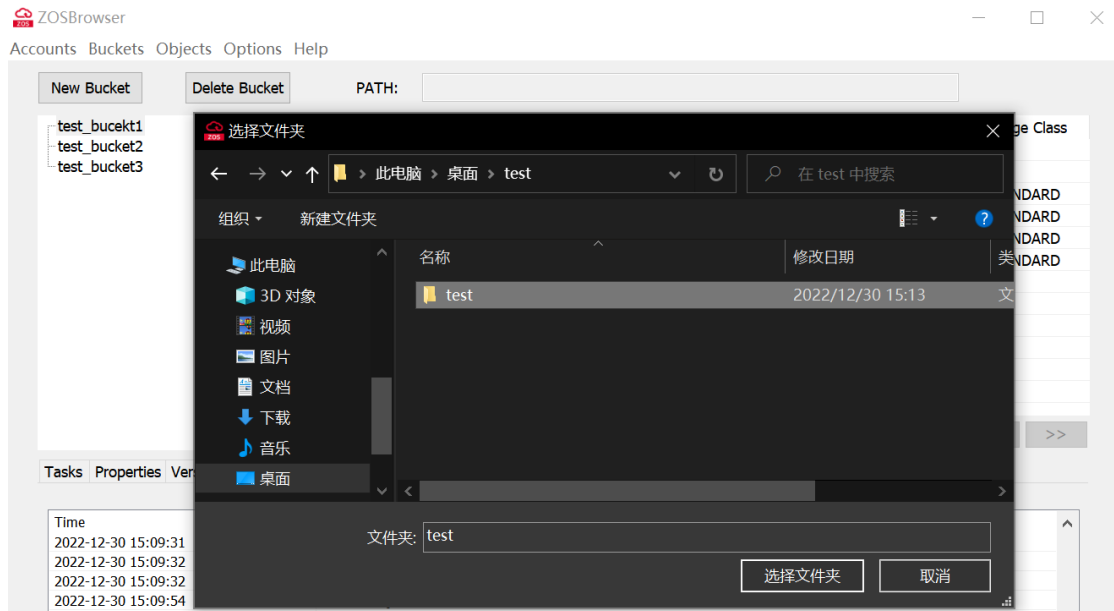 ZOSBrowser
Accounts Buckets Objects Options Help
New Bucket Delete Bucket PATH:
test_bucekt1
test_bucket2
test_bucket3
ZOS 选择文件夹
此电脑 › 桌面 › test
在 test 中搜索
组织 新建文件夹
名称 修改日期 类
test 2022/12/30 15:13 文
此电脑
3D 对象
视频
图片
文档
下载
音乐
桌面
文件夹: test
选择文件夹 取消
ge Class
NDARD
NDARD
NDARD
NDARD
>>
Tasks Properties Ver
Time
2022-12-30 15:09:31
2022-12-30 15:09:32
2022-12-30 15:09:32
2022-12-30 15:09:54